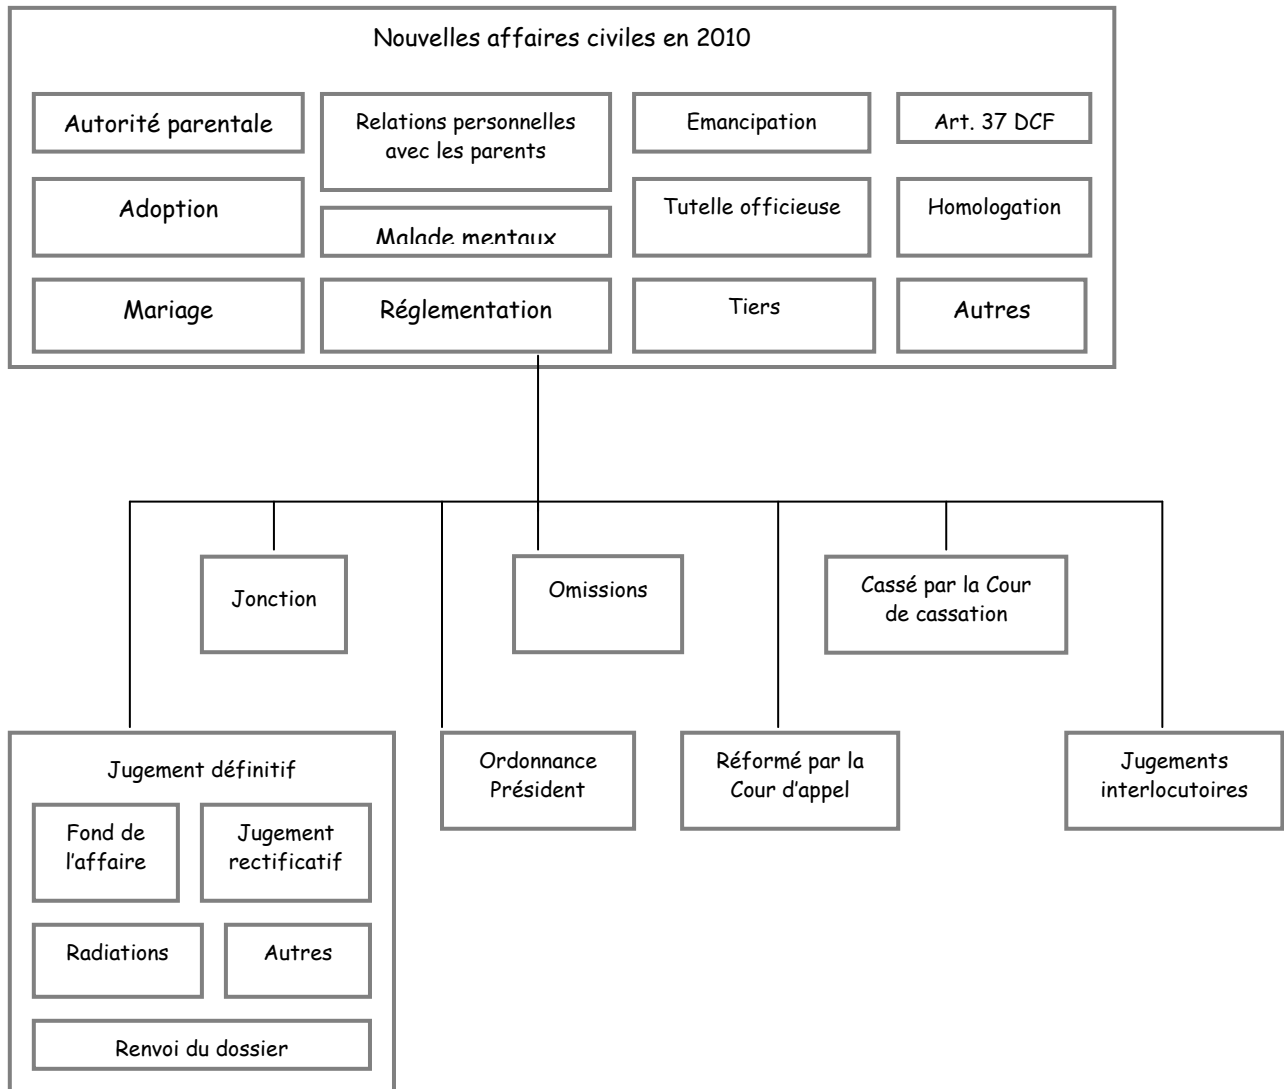 Nouvelles affaires civiles en 2010
Autorité parentale
Relations personnelles
avec les parents
Emancipation
Art. 37 DCF
Adoption
Malade mentaux
Tutelle officieuse
Homologation
Mariage
Réglementation
Tiers
Autres
Jonction
Omissions
Cassé par la Cour
de cassation
Jugement définitif
Fond de
l'affaire
Jugement
rectificatif
Radiations
Autres
Renvoi du dossier
Ordonnance
Président
Réformé par la
Cour d'appel
Jugements
interlocutoires